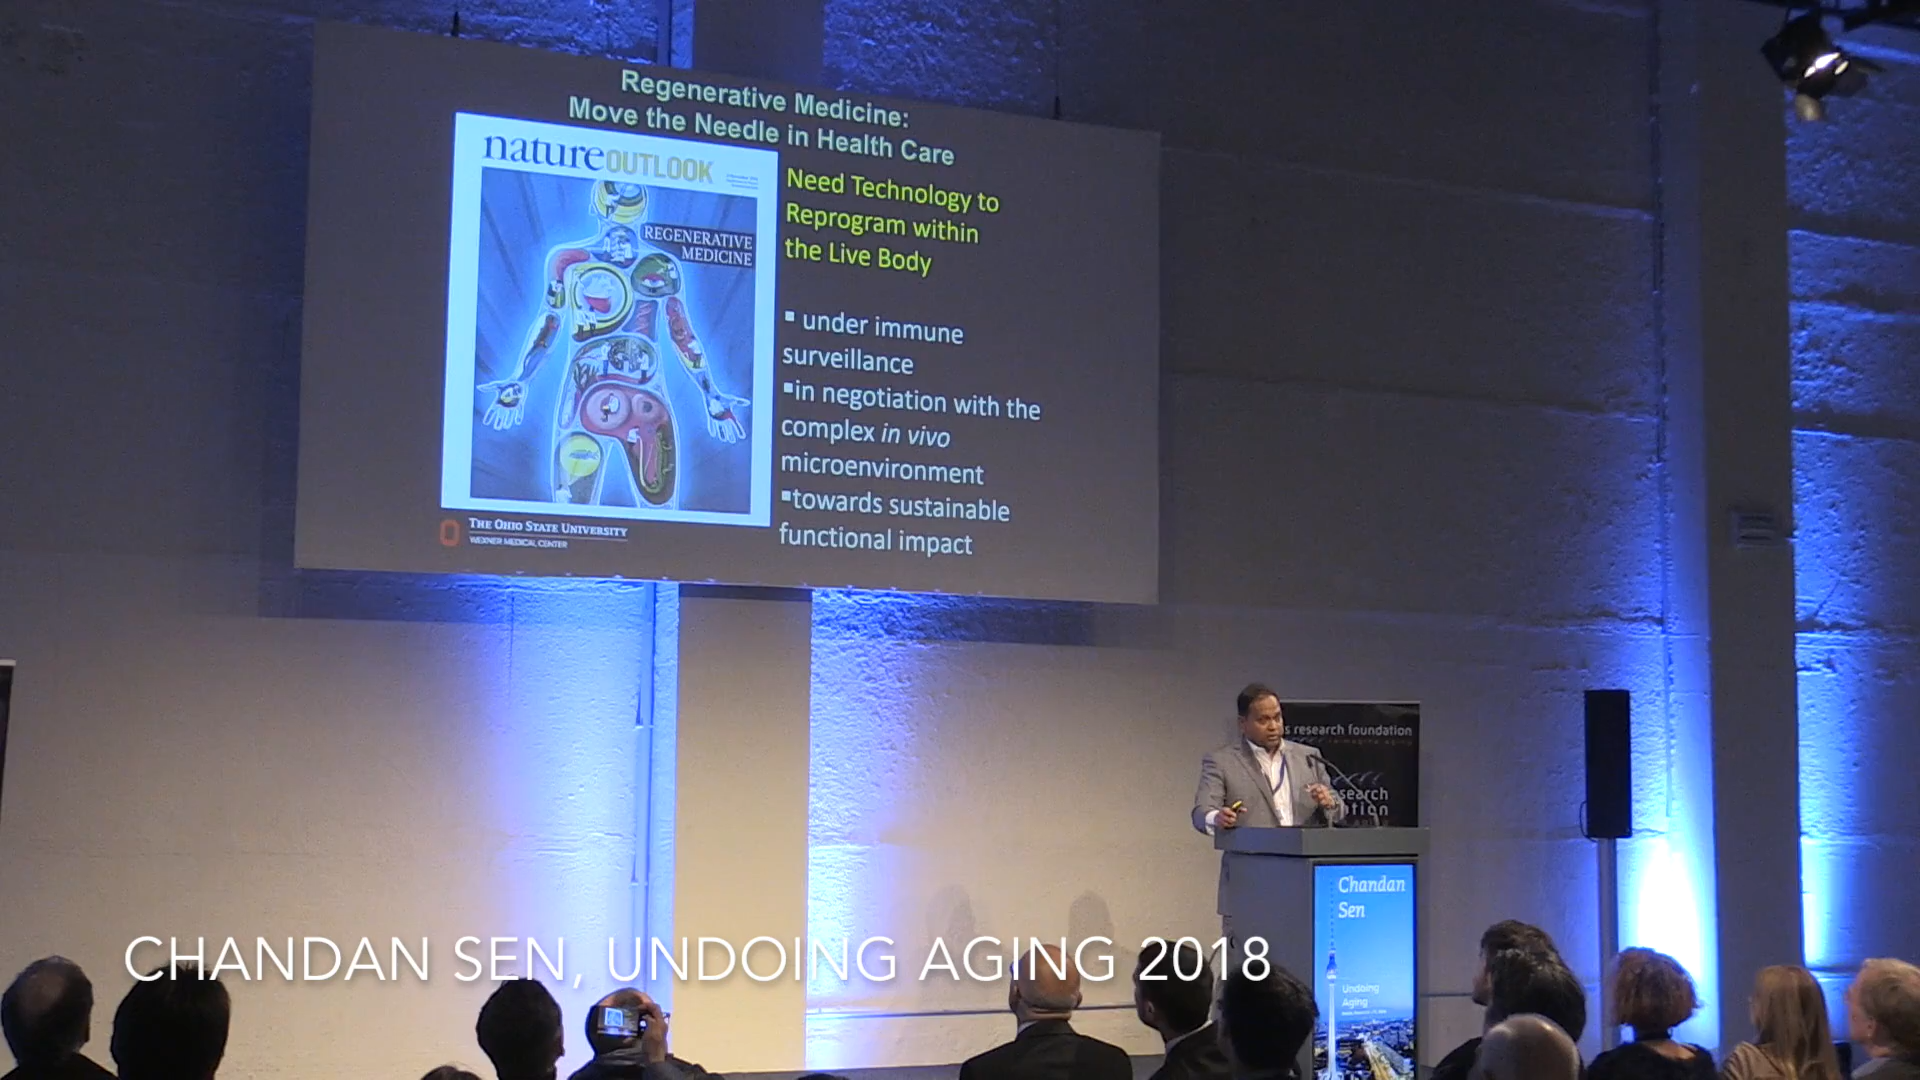 Regenerative Medicine:
Move the Needle in Health Care
nature OUTLOOK
REGENERATIVE
MEDICINE
Need Technology to
Reprogram within
the Live Body
▪ under immune
surveillance
▪in negotiation with the
complex in vivo
microenvironment
▪towards sustainable
functional impact
THE OHIO STATE UNIVERSITY
WEXNER MEDICAL CENTER
s research foundation
search
Chandan
Sen
Undoing
Aging
CHANDAN SEN, UNDOING AGING 2018